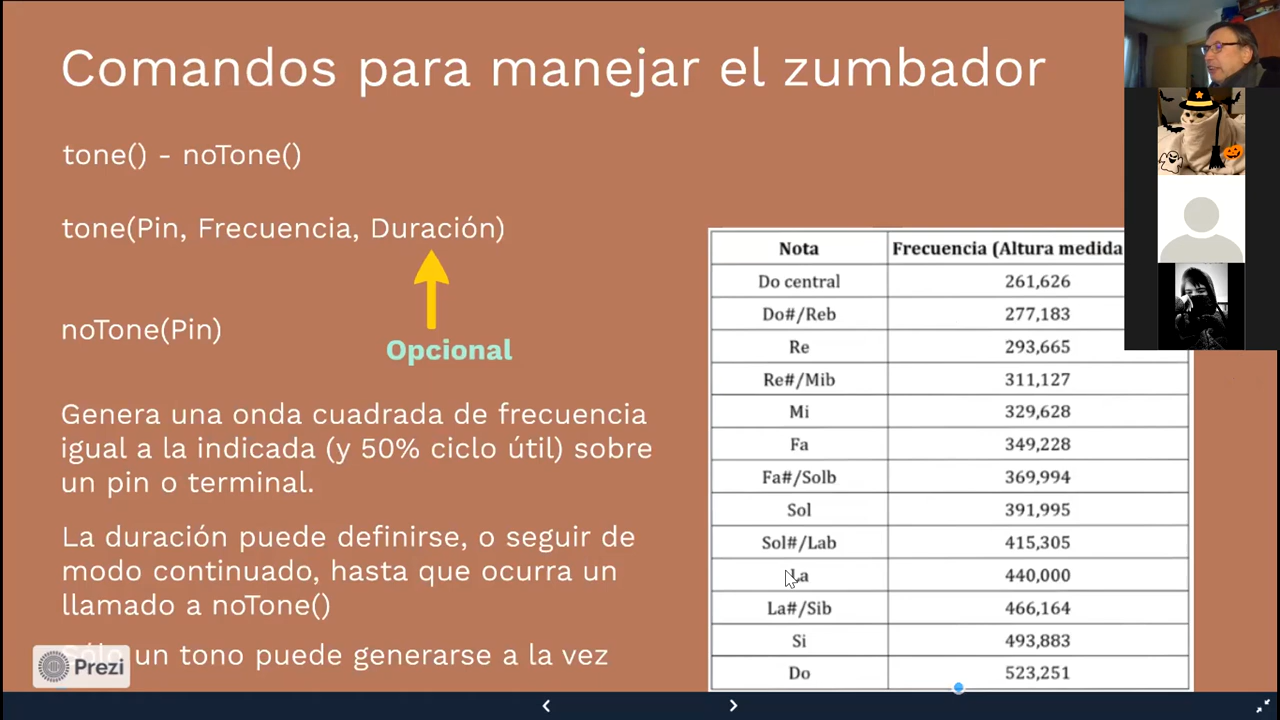 Comandos para manejar el zumbador
tone() - noTone()
tone(Pin, Frecuencia, Duración)
noTone(Pin)
Opcional
Genera una onda cuadrada de frecuencia
igual a la indicada (y 50% ciclo útil) sobre
un pin o terminal.
La duración puede definirse, o seguir de
modo continuado, hasta que ocurra un
llamado a noTone()
Sólo un tono puede generarse a la vez
Prezi
Nota Frecuencia (Altura medida
Do central 261,626
Do#/Reb 277,183
Re 293,665
Re#/Mib 311,127
Mi 329,628
Fa 349,228
Fa#/Solb 369,994
Sol 391,995
Sol#/Lab 415,305
La 440,000
La#/Sib 466,164
Si 493,883
Do 523,251